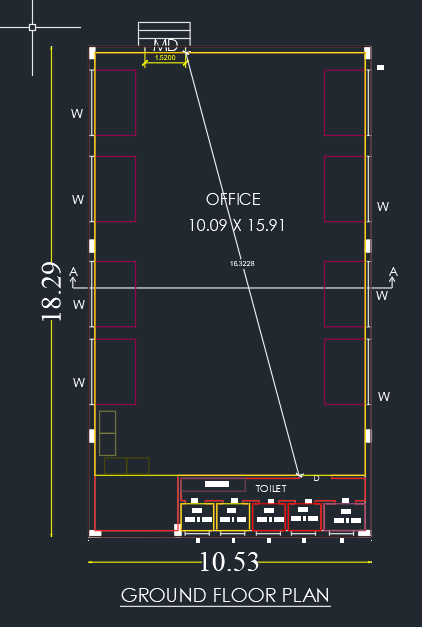 MD
1.5200
W
W
OFFICE
W
10.09 X 15.91
16.3228
A
A
18.29
W
W
W
W
D
TOILET
10.53
GROUND FLOOR PLAN